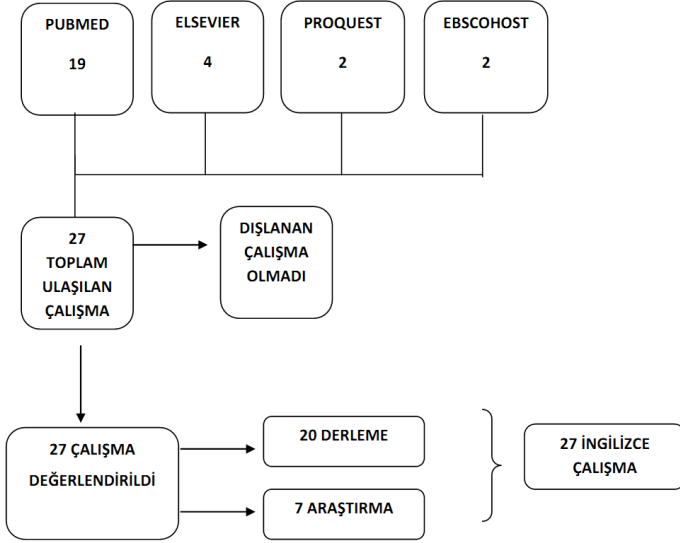 PUBMED
19
ELSEVIER
4
PROQUEST
2
EBSCOHOST
2
27
TOPLAM
ULAŞILAN
ÇALIŞMA
DIŞLANAN
ÇALIŞMA
OLMADI
27 ÇALIŞMA
DEĞERLENDİRİLDİ
20 DERLEME
7 ARAŞTIRMA
27 İNGİLİZCE
ÇALIŞMA